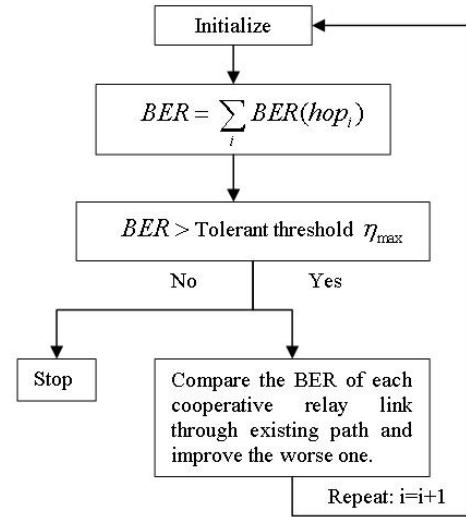 Initialize
BER = ∑ BER(hop_i)
i
BER > Tolerant threshold η_max
No Yes
Stop
Compare the BER of each
cooperative relay link
through existing path and
improve the worse one.
Repeat: i=i+1